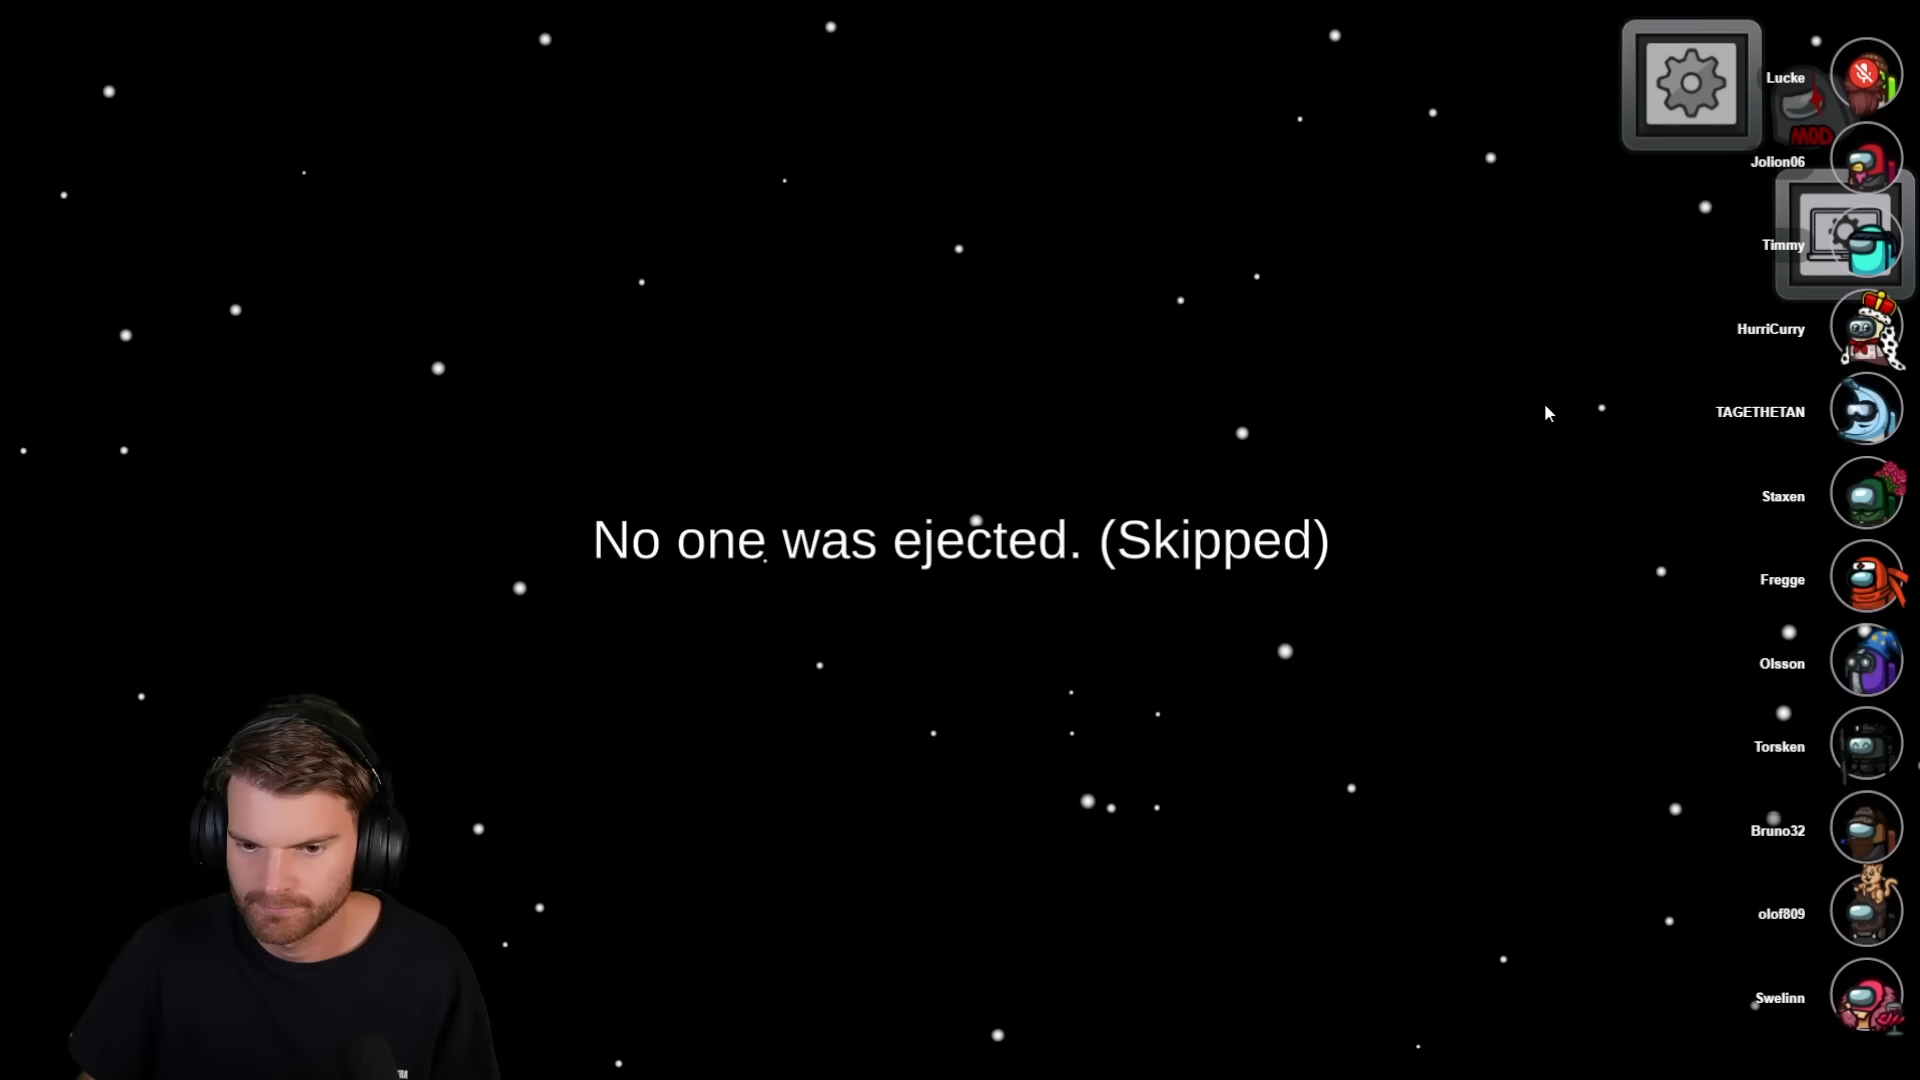 Lucke
MOD
Jolion06
Timmy
HurriCurry
TAGETHETAN
Staxen
No one was ejected. (Skipped)
Fregge
Olsson
Torsken
Bruno32
olof809
Swelinn